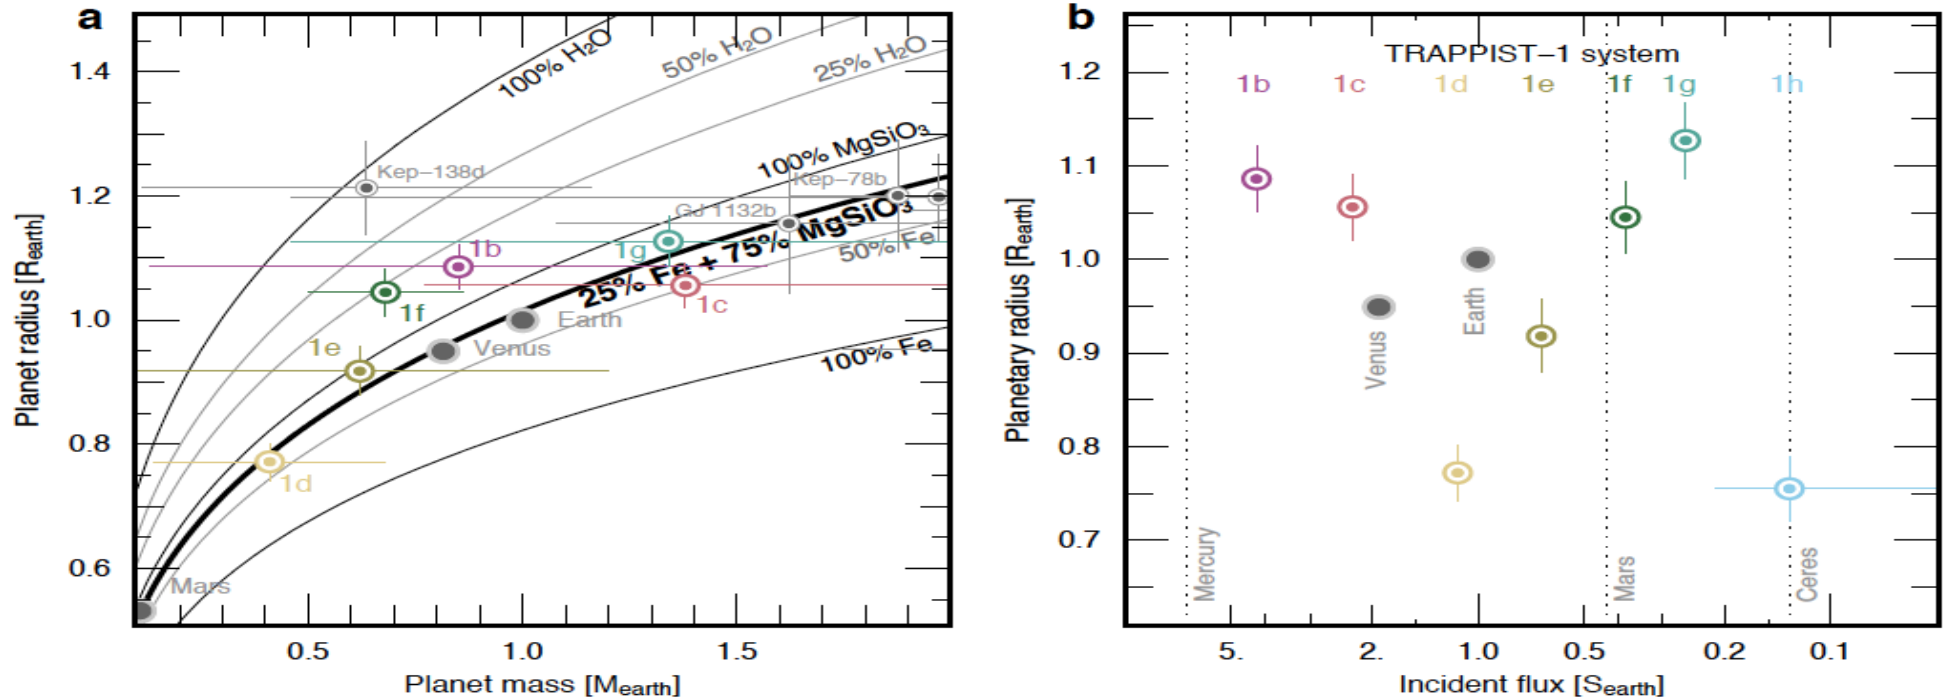 a
100% H₂O
50% H₂O
25% H₂O
100% MgSiO₃
Kep-138d
Kep-78b
GJ 1132b
25% Fe + 75% MgSiO₃
50% Fe
100% Fe
1b
1g
1c
1f
1e
1d
Earth
Venus
Mars
1.4
1.2
1.0
0.8
0.6
0.5
1.0
1.5
Planet radius [Rearth]
Planet mass [Mearth]
b
TRAPPIST-1 system
1b
1c
1d
1e
1f
1g
1h
Earth
Venus
Mercury
Mars
Ceres
1.2
1.1
1.0
0.9
0.8
0.7
5.
2.
1.0
0.5
0.2
0.1
Planetary radius [Rearth]
Incident flux [Searth]